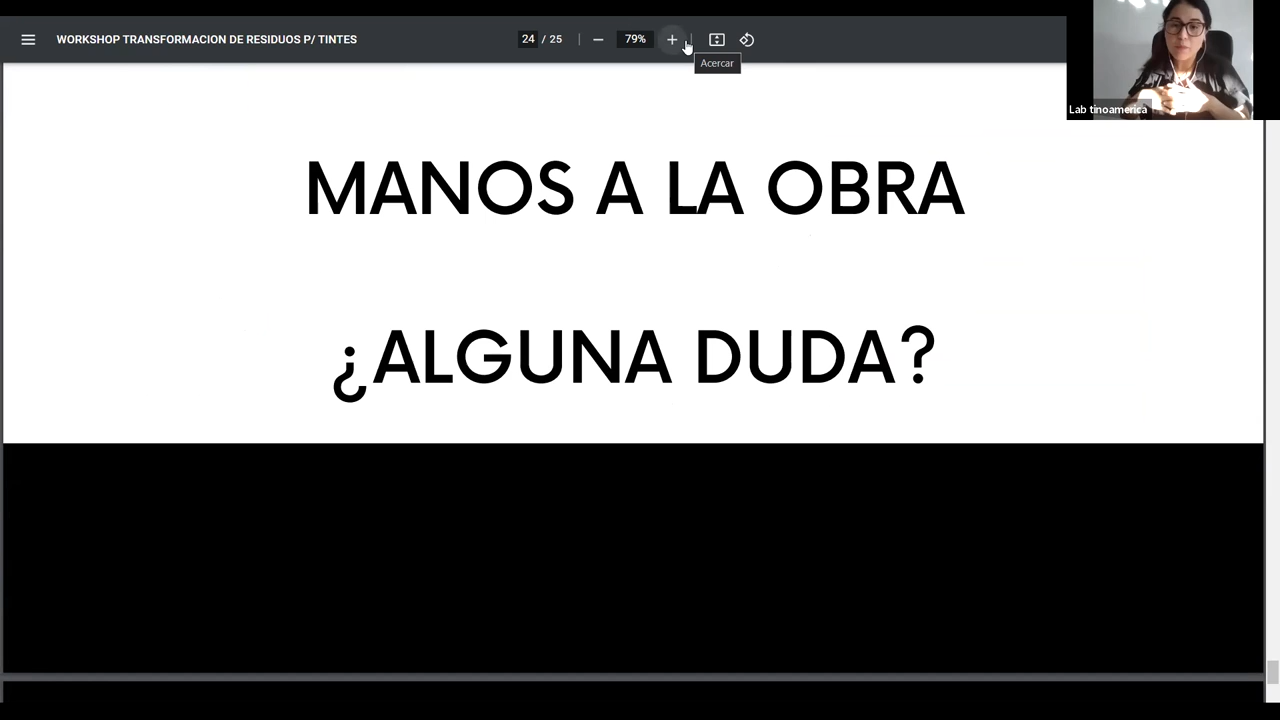 WORKSHOP TRANSFORMACION DE RESIDUOS P/ TINTES
24 / 25
79%
Acercar
Lab tinoamerica
MANOS A LA OBRA
¿ALGUNA DUDA?